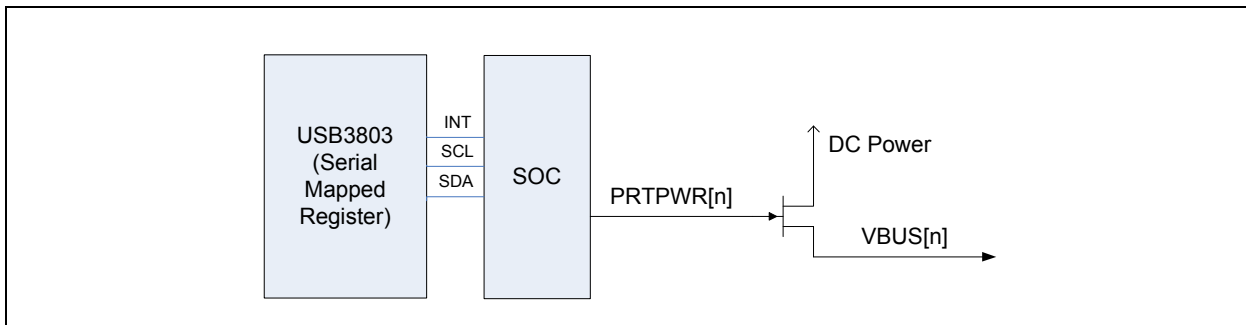 USB3803
(Serial
Mapped
Register)
INT
SCL
SDA
SOC
PRTPWR[n]
DC Power
VBUS[n]